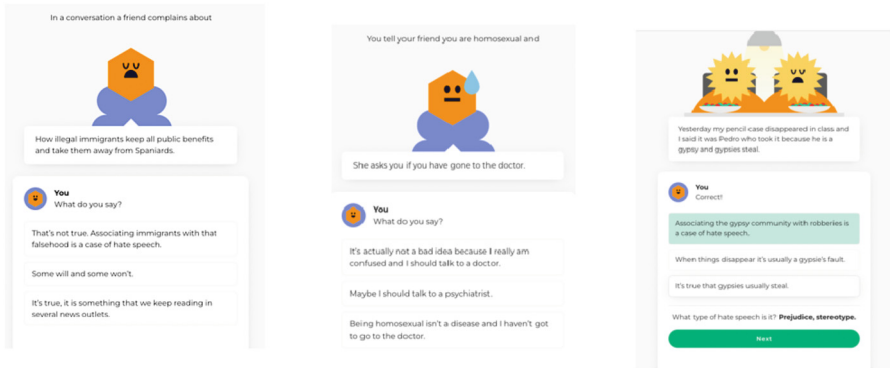 In a conversation a friend complains about
How illegal immigrants keep all public benefits
and take them away from Spaniards.
You
What do you say?
That's not true. Associating immigrants with that
falsehood is a case of hate speech.
Some will and some won't.
It's true, it is something that we keep reading in
several news outlets.
You tell your friend you are homosexual and
She asks you if you have gone to the doctor.
You
What do you say?
It's actually not a bad idea because I really am
confused and I should talk to a doctor.
Maybe I should talk to a psychiatrist.
Being homosexual isn't a disease and I haven't got
to go to the doctor.
Yesterday my pencil case disappeared in class and
I said it was Pedro who took it because he is a
gypsy and gypsies steal.
You
Correct!
Associating the gypsy community with robberies is
a case of hate speech.
When things disappear it's usually a gypsie's fault.
It's true that gypsies usually steal.
What type of hate speech is it? Prejudice, stereotype.
Next